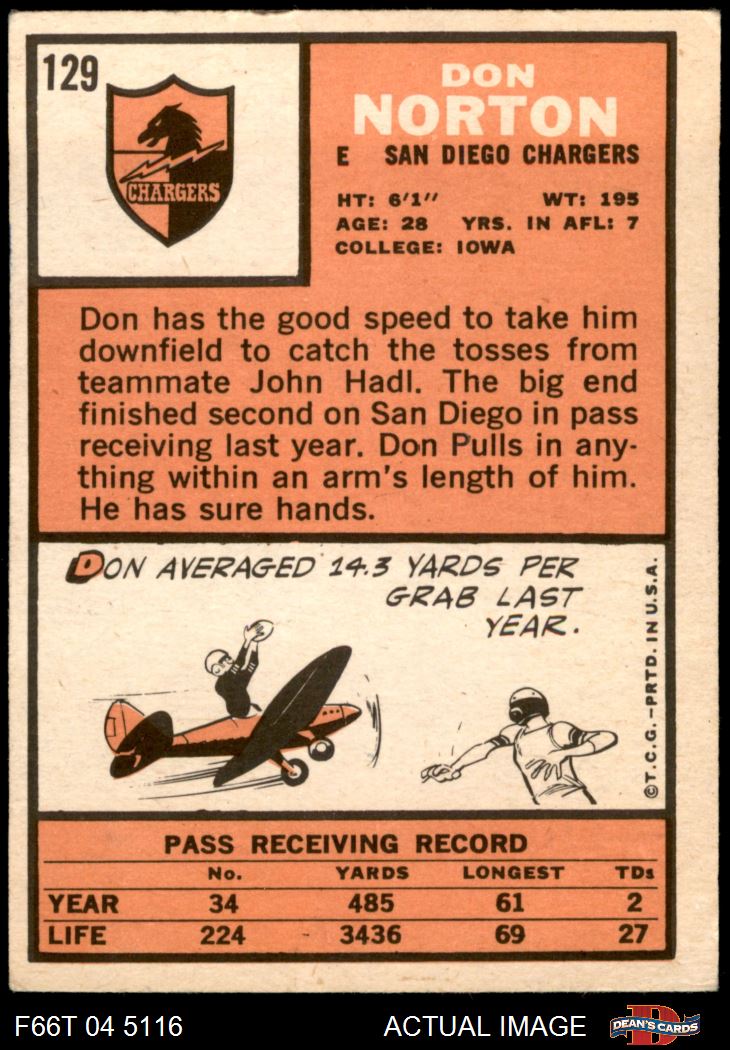 129
CHARGERS
DON
NORTON
E SAN DIEGO CHARGERS
HT: 6'1" WT: 195
AGE: 28 YRS. IN AFL: 7
COLLEGE: IOWA
Don has the good speed to take him
downfield to catch the tosses from
teammate John Hadl. The big end
finished second on San Diego in pass
receiving last year. Don Pulls in any-
thing within an arm's length of him.
He has sure hands.
DON AVERAGED 14.3 YARDS PER
GRAB LAST
YEAR.
©T.C.G.–PRTD. IN U.S.A.
PASS RECEIVING RECORD
No. YARDS LONGEST TDs
YEAR 34 485 61 2
LIFE 224 3436 69 27
F66T 04 5116 ACTUAL IMAGE
D
DEAN'S CARDS